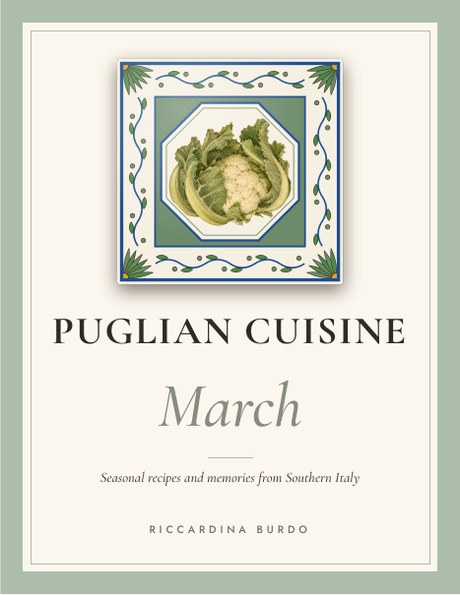 PUGLIAN CUISINE
March
Seasonal recipes and memories from Southern Italy
RICCARDINA BURDO